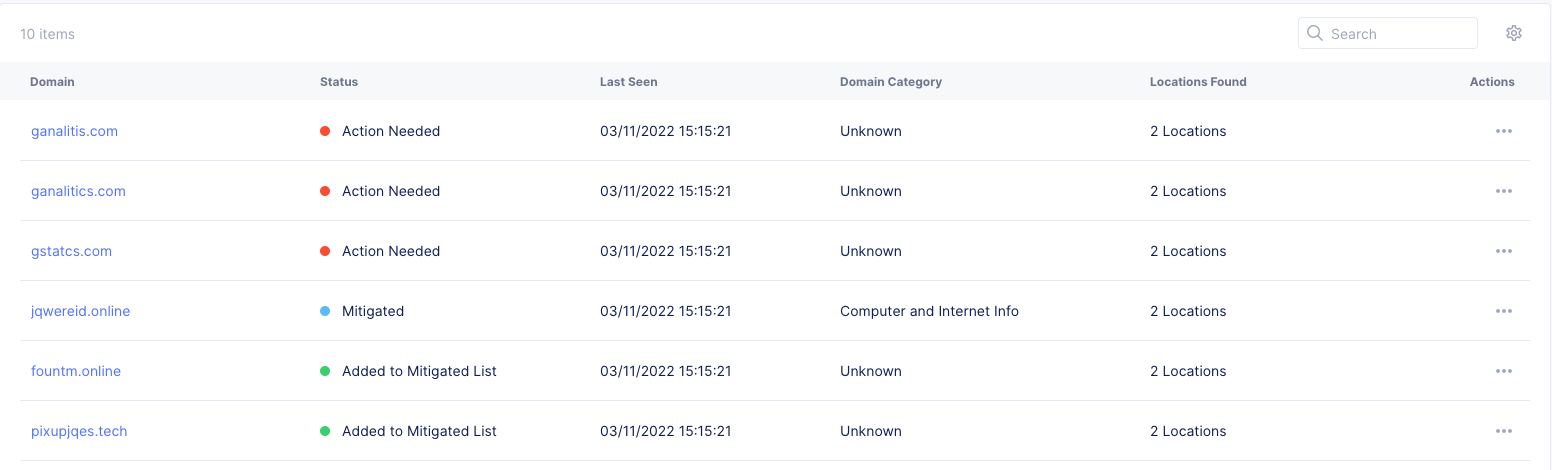 10 items
Search
Domain Status Last Seen Domain Category Locations Found Actions
ganalitis.com Action Needed 03/11/2022 15:15:21 Unknown 2 Locations
ganalitics.com Action Needed 03/11/2022 15:15:21 Unknown 2 Locations
gstatcs.com Action Needed 03/11/2022 15:15:21 Unknown 2 Locations
jqwereid.online Mitigated 03/11/2022 15:15:21 Computer and Internet Info 2 Locations
fountm.online Added to Mitigated List 03/11/2022 15:15:21 Unknown 2 Locations
pixupjqes.tech Added to Mitigated List 03/11/2022 15:15:21 Unknown 2 Locations